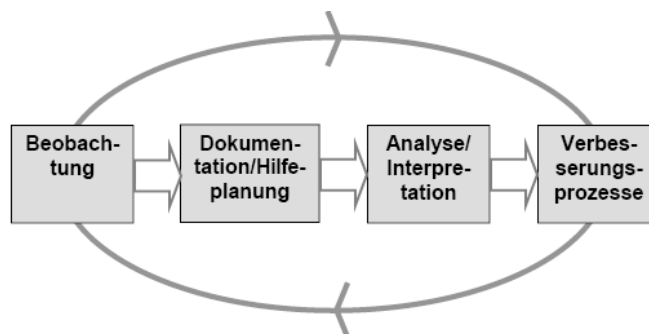 Beobach-
tung
Dokumen-
tation/Hilfe-
planung
Analyse/
Interpre-
tation
Verbes-
serungs-
prozesse